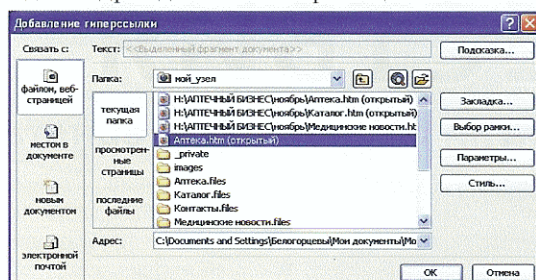 Добавление гиперссылки
Связать с:
Текст: <<Выделенный фрагмент документа>>
Подсказка...
Папка: мой_узел
файлом, веб-страницей
местом в документе
новым документом
электронной почтой
текущая папка
просмотренные страницы
последние файлы
H:\АПТЕЧНЫЙ БИЗНЕС\ноябрь\Аптека.htm (открытый)
H:\АПТЕЧНЫЙ БИЗНЕС\ноябрь\Каталог.htm (открытый)
H:\АПТЕЧНЫЙ БИЗНЕС\ноябрь\Медицинские новости.ht
Аптека.htm (открытый)
_private
images
Аптека.files
Каталог.files
Контакты.files
Медицинские новости.files
Закладка...
Выбор рамки...
Параметры...
Стиль...
Адрес: C:\Documents and Settings\Белогорцевы\Мои документы\Мо
ОК
Отмена